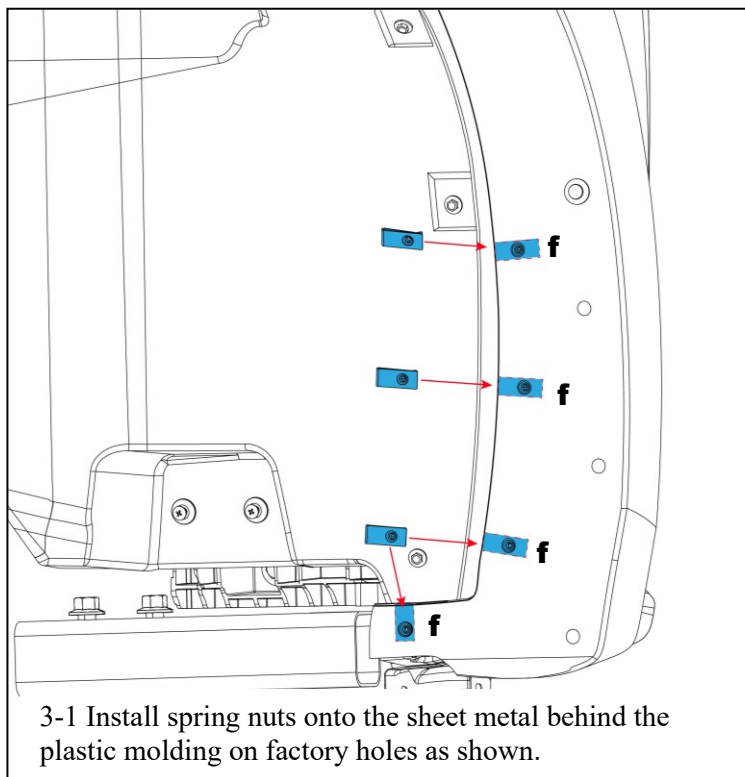 f
f
f
f
3-1 Install spring nuts onto the sheet metal behind the
plastic molding on factory holes as shown.